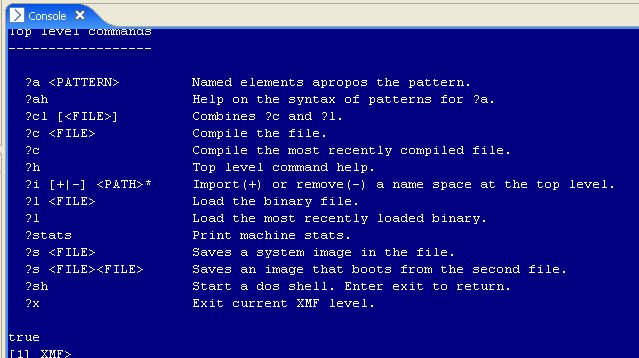 Console
Top level commands
------------------
?a <PATTERN> Named elements apropos the pattern.
?ah Help on the syntax of patterns for ?a.
?cl [<FILE>] Combines ?c and ?l.
?c <FILE> Compile the file.
?c Compile the most recently compiled file.
?h Top level command help.
?i [+|-] <PATH>* Import(+) or remove(-) a name space at the top level.
?l <FILE> Load the binary file.
?l Load the most recently loaded binary.
?stats Print machine stats.
?s <FILE> Saves a system image in the file.
?s <FILE><FILE> Saves an image that boots from the second file.
?sh Start a dos shell. Enter exit to return.
?x Exit current XMF level.
true
[1] XMF>